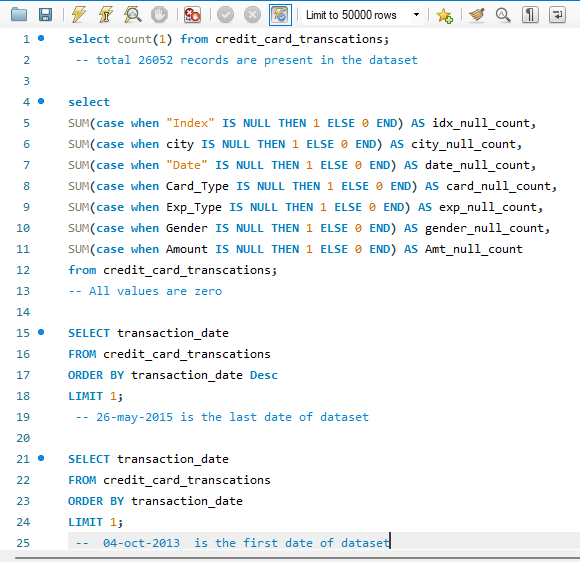 Limit to 50000 rows
1 select count(1) from credit_card_transcations;
2 -- total 26052 records are present in the dataset
3
4 select
5 SUM(case when "Index" IS NULL THEN 1 ELSE 0 END) AS idx_null_count,
6 SUM(case when city IS NULL THEN 1 ELSE 0 END) AS city_null_count,
7 SUM(case when "Date" IS NULL THEN 1 ELSE 0 END) AS date_null_count,
8 SUM(case when Card_Type IS NULL THEN 1 ELSE 0 END) AS card_null_count,
9 SUM(case when Exp_Type IS NULL THEN 1 ELSE 0 END) AS exp_null_count,
10 SUM(case when Gender IS NULL THEN 1 ELSE 0 END) AS gender_null_count,
11 SUM(case when Amount IS NULL THEN 1 ELSE 0 END) AS Amt_null_count
12 from credit_card_transcations;
13 -- All values are zero
14
15 SELECT transaction_date
16 FROM credit_card_transcations
17 ORDER BY transaction_date Desc
18 LIMIT 1;
19 -- 26-may-2015 is the last date of dataset
20
21 SELECT transaction_date
22 FROM credit_card_transcations
23 ORDER BY transaction_date
24 LIMIT 1;
25 --  04-oct-2013  is the first date of dataset